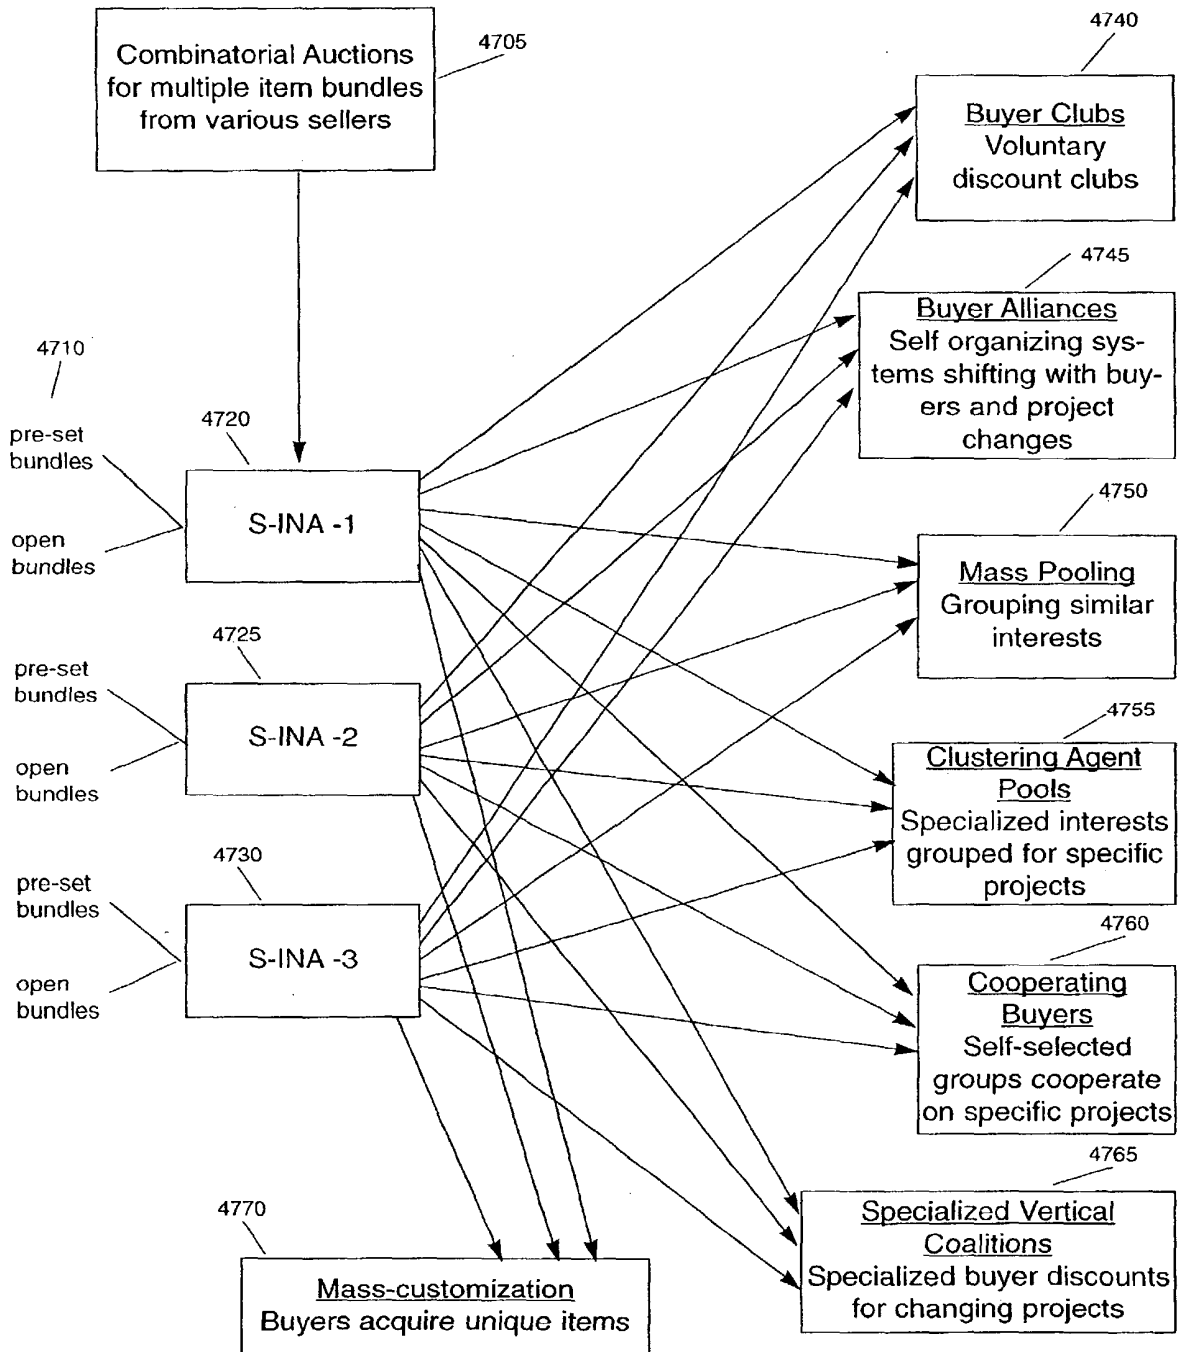 4705
Combinatorial Auctions
for multiple item bundles
from various sellers
4740
Buyer Clubs
Voluntary
discount clubs
4745
Buyer Alliances
Self organizing sys-
tems shifting with buy-
ers and project
changes
4710
pre-set
bundles
open
bundles
4720
S-INA -1
4750
Mass Pooling
Grouping similar
interests
4725
pre-set
bundles
open
bundles
S-INA -2
4755
Clustering Agent
Pools
Specialized interests
grouped for specific
projects
4730
pre-set
bundles
open
bundles
S-INA -3
4760
Cooperating
Buyers
Self-selected
groups cooperate
on specific projects
4765
Specialized Vertical
Coalitions
Specialized buyer discounts
for changing projects
4770
Mass-customization
Buyers acquire unique items